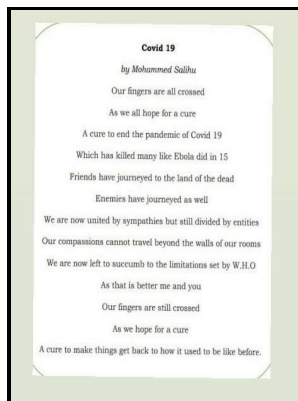 Covid 19
by Mohammed Salihu
Our fingers are all crossed
As we all hope for a cure
A cure to end the pandemic of Covid 19
Which has killed many like Ebola did in 15
Friends have journeyed to the land of the dead
Enemies have journeyed as well
We are now united by sympathies but still divided by entities
Our compassions cannot travel beyond the walls of our rooms
We are now left to succumb to the limitations set by W.H.O
As that is better me and you
Our fingers are still crossed
As we hope for a cure
A cure to make things get back to how it used to be like before.